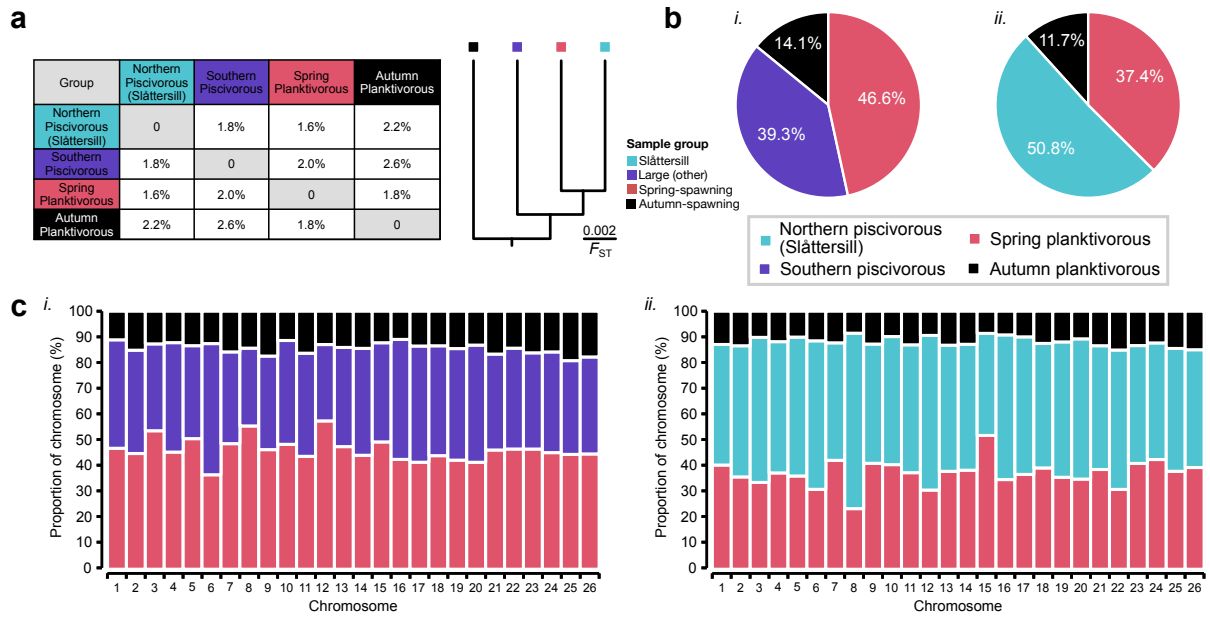 a
Group
Northern
Piscivorous
(Slåttersill)
Southern
Piscivorous
Spring
Planktivorous
Autumn
Planktivorous
Northern
Piscivorous
(Slåttersill)
0
1.8%
1.6%
2.2%
Southern
Piscivorous
1.8%
0
2.0%
2.6%
Spring
Planktivorous
1.6%
2.0%
0
1.8%
Autumn
Planktivorous
2.2%
2.6%
1.8%
0
0.002
FST
Sample group
Slåttersill
Large (other)
Spring-spawning
Autumn-spawning
b
i.
14.1%
46.6%
39.3%
ii.
11.7%
37.4%
50.8%
Northern piscivorous
(Slåttersill)
Southern piscivorous
Spring planktivorous
Autumn planktivorous
c
i.
Proportion of chromosome (%)
100
90
80
70
60
50
40
30
20
10
0
1 2 3 4 5 6 7 8 9 10 11 12 13 14 15 16 17 18 19 20 21 22 23 24 25 26
Chromosome
ii.
Proportion of chromosome (%)
100
90
80
70
60
50
40
30
20
10
0
1 2 3 4 5 6 7 8 9 10 11 12 13 14 15 16 17 18 19 20 21 22 23 24 25 26
Chromosome